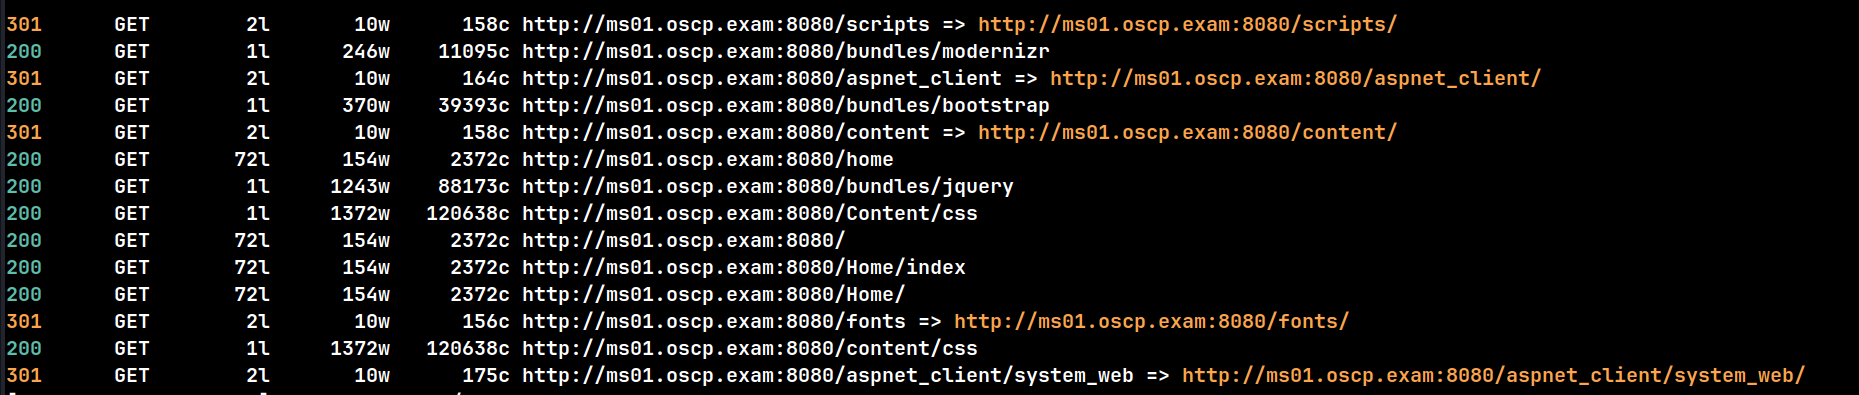 301 GET 2l 10w 158c http://ms01.oscp.exam:8080/scripts => http://ms01.oscp.exam:8080/scripts/
200 GET 1l 246w 11095c http://ms01.oscp.exam:8080/bundles/modernizr
301 GET 2l 10w 164c http://ms01.oscp.exam:8080/aspnet_client => http://ms01.oscp.exam:8080/aspnet_client/
200 GET 1l 370w 39393c http://ms01.oscp.exam:8080/bundles/bootstrap
301 GET 2l 10w 158c http://ms01.oscp.exam:8080/content => http://ms01.oscp.exam:8080/content/
200 GET 72l 154w 2372c http://ms01.oscp.exam:8080/home
200 GET 1l 1243w 88173c http://ms01.oscp.exam:8080/bundles/jquery
200 GET 1l 1372w 120638c http://ms01.oscp.exam:8080/Content/css
200 GET 72l 154w 2372c http://ms01.oscp.exam:8080/
200 GET 72l 154w 2372c http://ms01.oscp.exam:8080/Home/index
200 GET 72l 154w 2372c http://ms01.oscp.exam:8080/Home/
301 GET 2l 10w 156c http://ms01.oscp.exam:8080/fonts => http://ms01.oscp.exam:8080/fonts/
200 GET 1l 1372w 120638c http://ms01.oscp.exam:8080/content/css
301 GET 2l 10w 175c http://ms01.oscp.exam:8080/aspnet_client/system_web => http://ms01.oscp.exam:8080/aspnet_client/system_web/